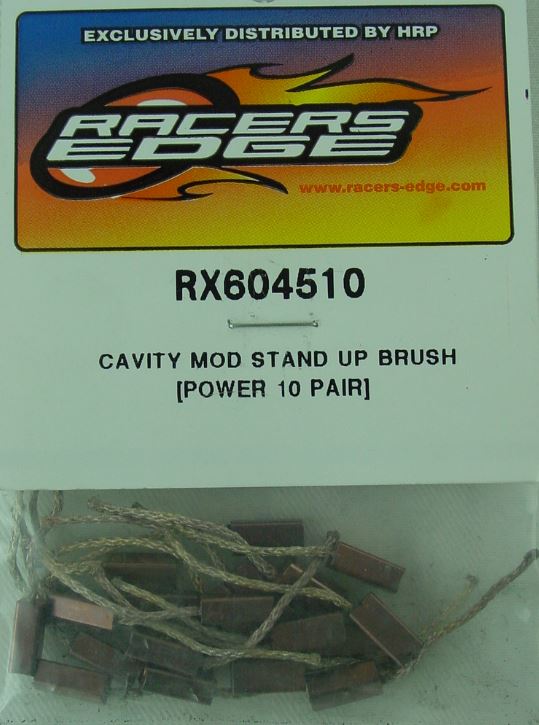 EXCLUSIVELY DISTRIBUTED BY HRP
RACERS
EDGE
www.racers-edge.com
RX604510
CAVITY MOD STAND UP BRUSH
[POWER 10 PAIR]